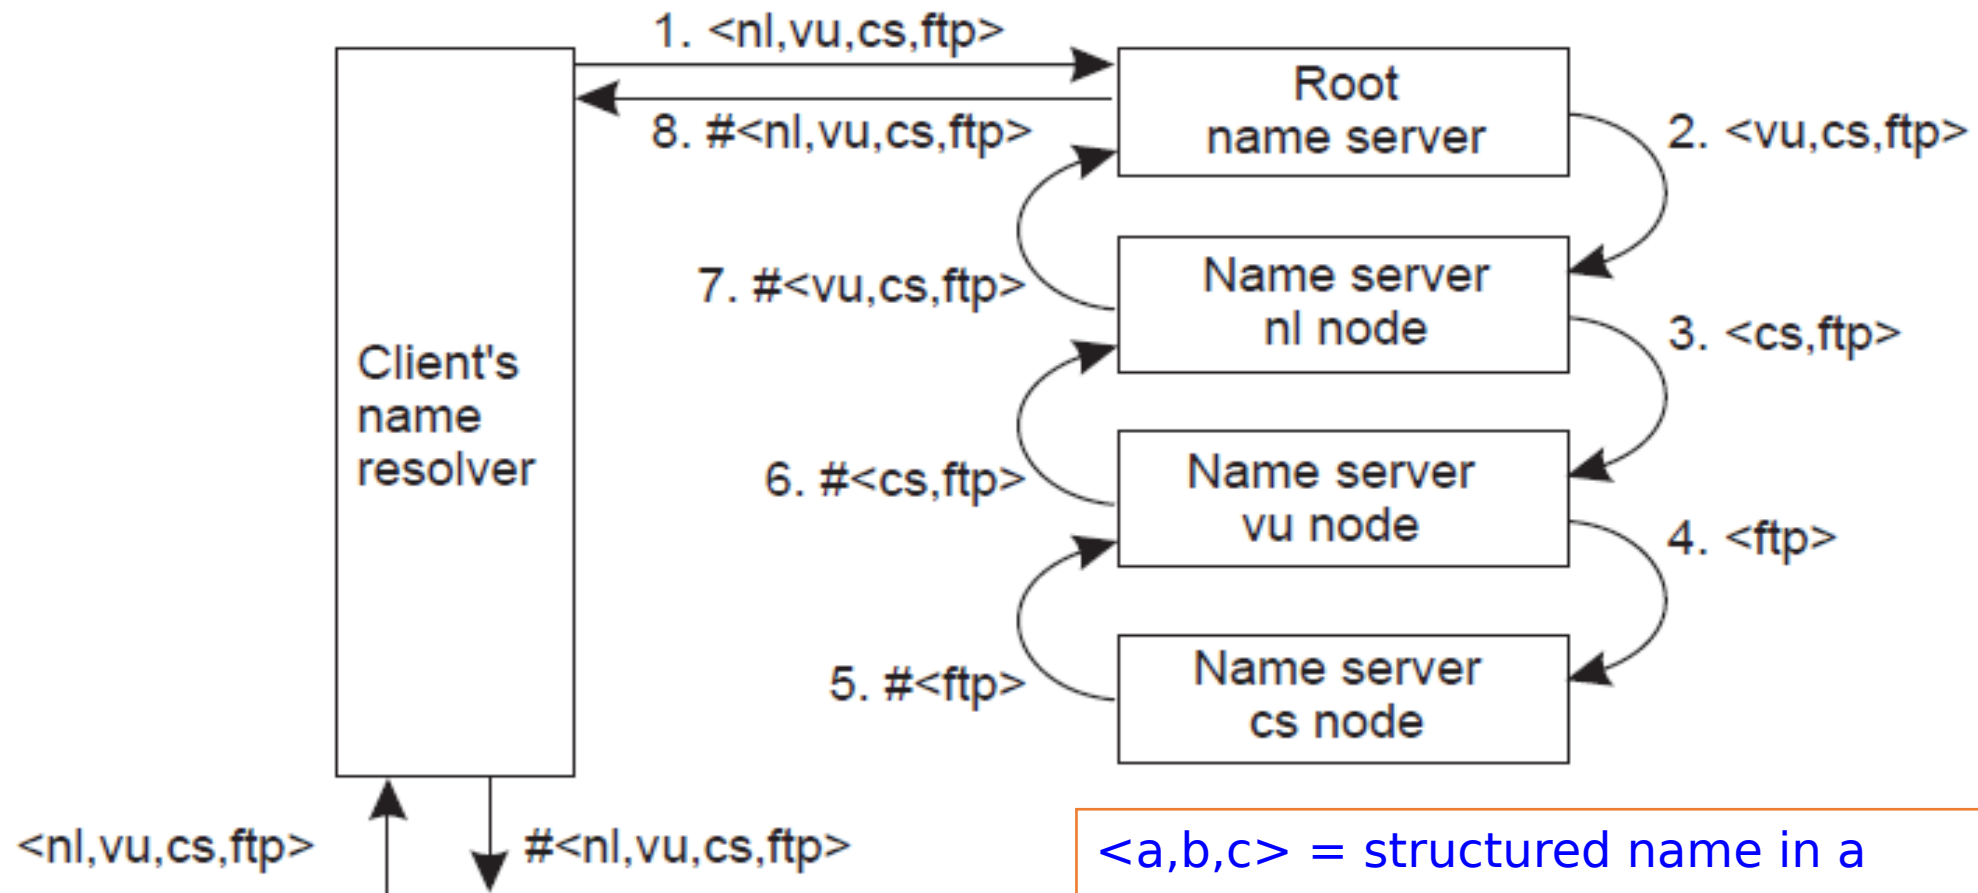 1. <nl,vu,cs,ftp>
Root
name server
8. #<nl,vu,cs,ftp>
2. <vu,cs,ftp>
7. #<vu,cs,ftp>
Name server
nl node
3. <cs,ftp>
Client's
name
resolver
6. #<cs,ftp>
Name server
vu node
4. <ftp>
5. #<ftp>
Name server
cs node
<nl,vu,cs,ftp>
#<nl,vu,cs,ftp>
<a,b,c> = structured name in a